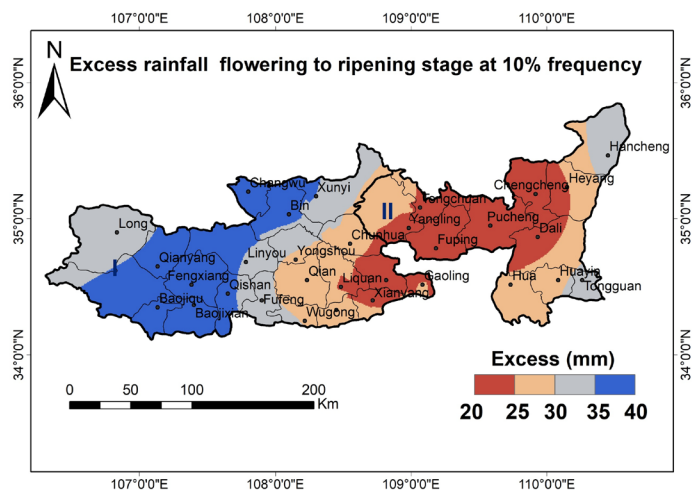 107°0'0"E 108°0'0"E 109°0'0"E 110°0'0"E
N
Excess rainfall flowering to ripening stage at 10% frequency
36°0'0"N
36°0'0"N
Hancheng
Changwu
Xunyi
Chengcheng
Heyang
Bin
Tongchuan
II
Long
Yangling
Pucheng
35°0'0"N
35°0'0"N
Chunhua
Fuping
Dali
Linyou
Yongshou
Qianyang
I
Fengxiang
Qian
Liquan
Gaoling
Hua
Huayin
Qishan
Tongguan
Baojiqu
Fufeng
Xianyang
Baojixian
Wugong
34°0'0"N
34°0'0"N
Excess (mm)
0 50 100 200
Km
20 25 30 35 40
107°0'0"E 108°0'0"E 109°0'0"E 110°0'0"E